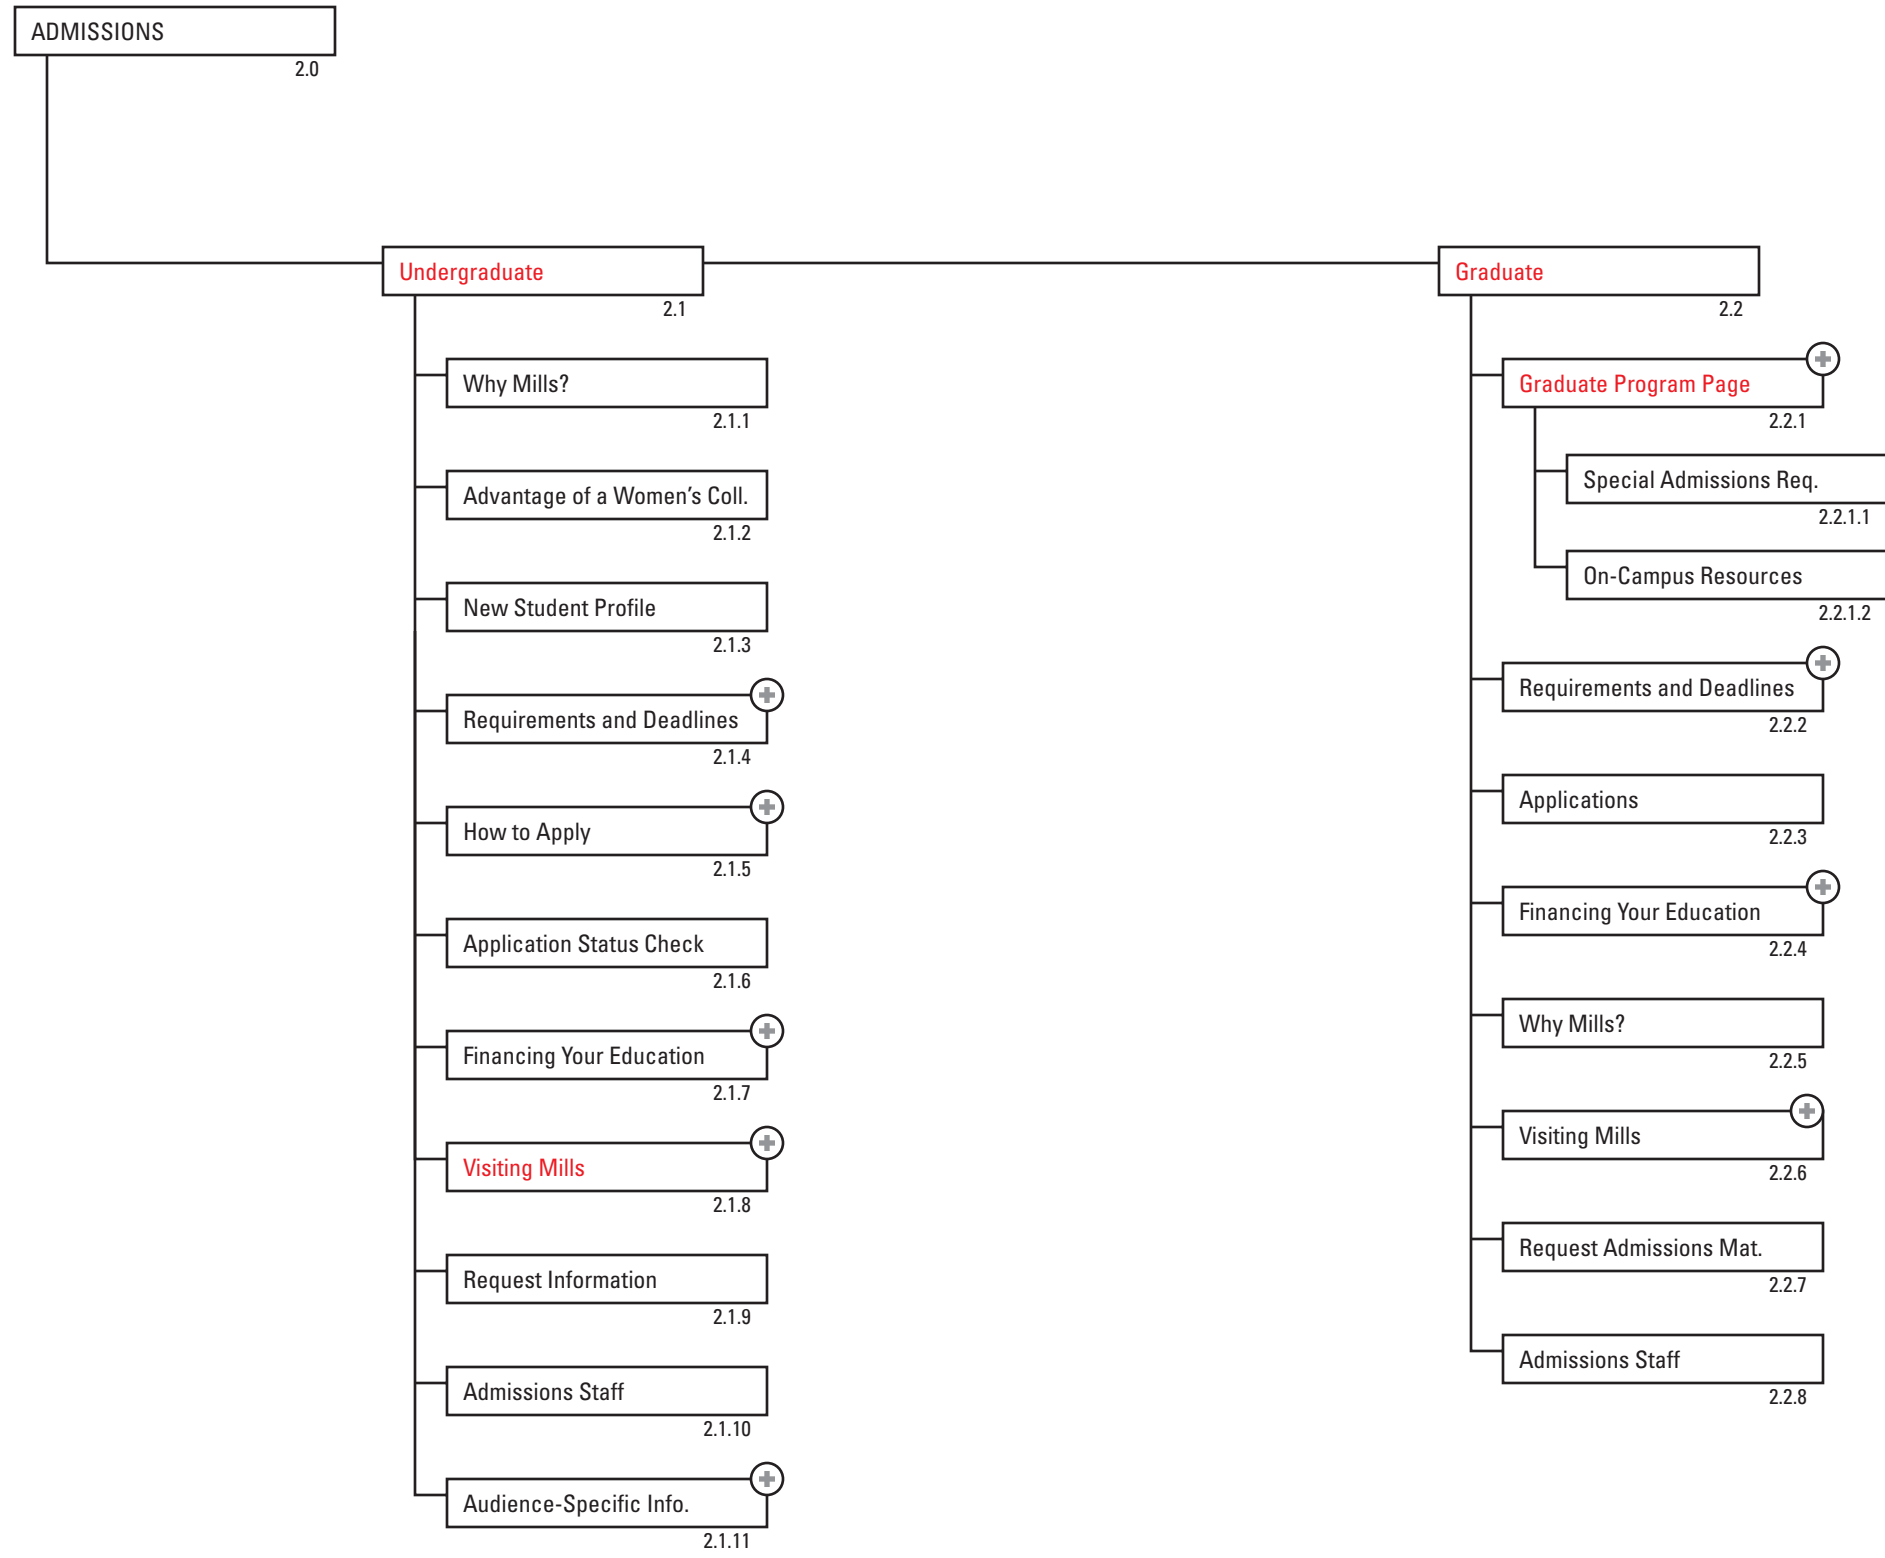 ADMISSIONS
2.0
Undergraduate
2.1
Why Mills?
2.1.1
Advantage of a Women's Coll.
2.1.2
New Student Profile
2.1.3
Requirements and Deadlines
2.1.4
How to Apply
2.1.5
Application Status Check
2.1.6
Financing Your Education
2.1.7
Visiting Mills
2.1.8
Request Information
2.1.9
Admissions Staff
2.1.10
Audience-Specific Info.
2.1.11
Graduate
2.2
Graduate Program Page
2.2.1
Special Admissions Req.
2.2.1.1
On-Campus Resources
2.2.1.2
Requirements and Deadlines
2.2.2
Applications
2.2.3
Financing Your Education
2.2.4
Why Mills?
2.2.5
Visiting Mills
2.2.6
Request Admissions Mat.
2.2.7
Admissions Staff
2.2.8